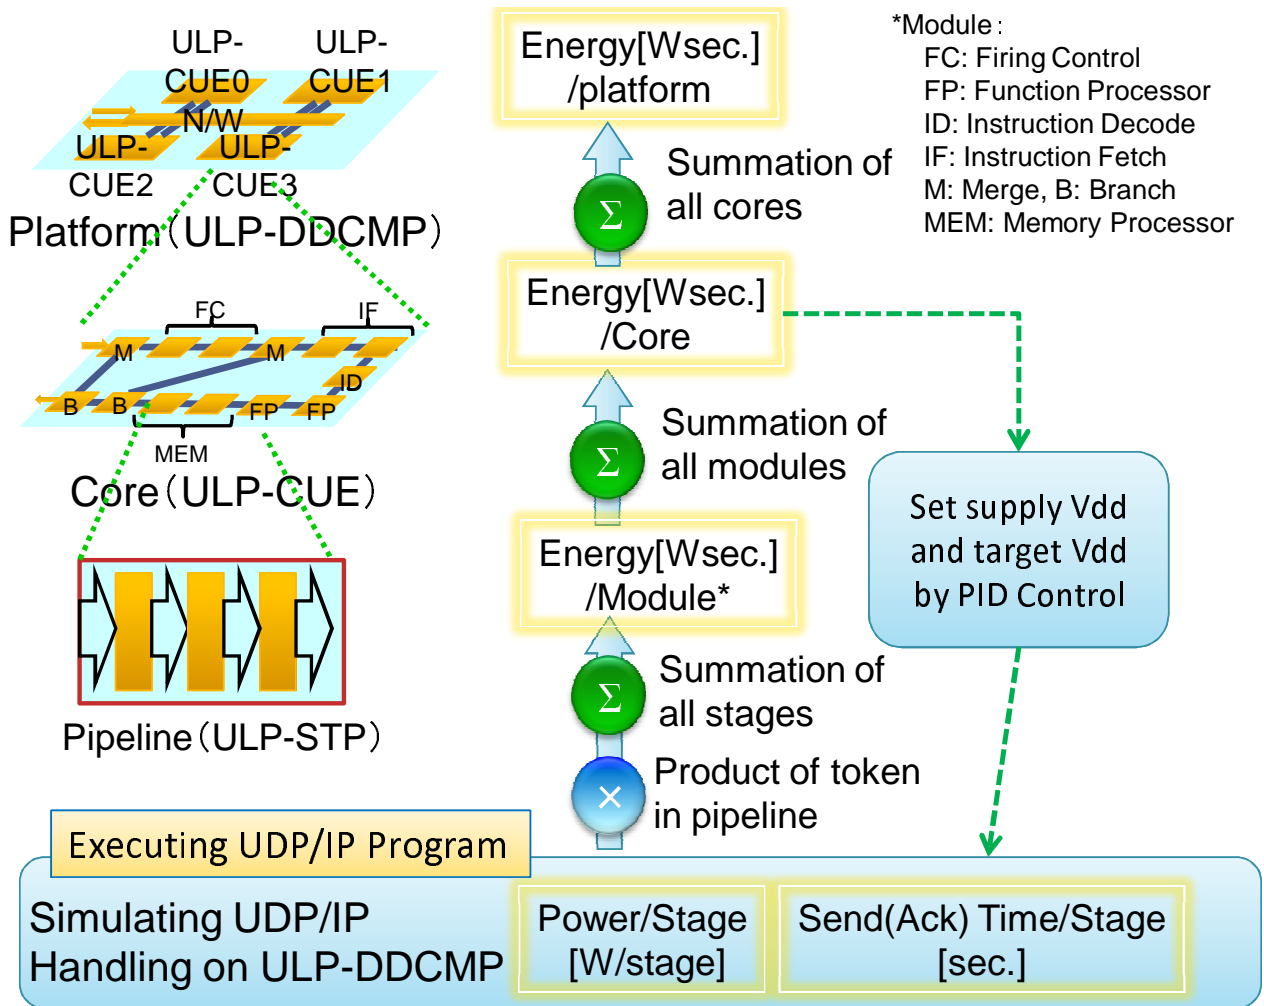 ULP-
CUE0
ULP-
CUE1
N/W
ULP-
CUE2
ULP-
CUE3
Platform（ULP-DDCMP）
FC
IF
M
M
ID
B
B
FP
FP
MEM
Core（ULP-CUE）
Pipeline（ULP-STP）
Energy[Wsec.]
/platform
Σ
Summation of
all cores
Energy[Wsec.]
/Core
Σ
Summation of
all modules
Energy[Wsec.]
/Module*
Σ
Summation of
all stages
×
Product of token
in pipeline
*Module：
FC: Firing Control
FP: Function Processor
ID: Instruction Decode
IF: Instruction Fetch
M: Merge, B: Branch
MEM: Memory Processor
Set supply Vdd
and target Vdd
by PID Control
Executing UDP/IP Program
Simulating UDP/IP
Handling on ULP-DDCMP
Power/Stage
[W/stage]
Send(Ack) Time/Stage
[sec.]